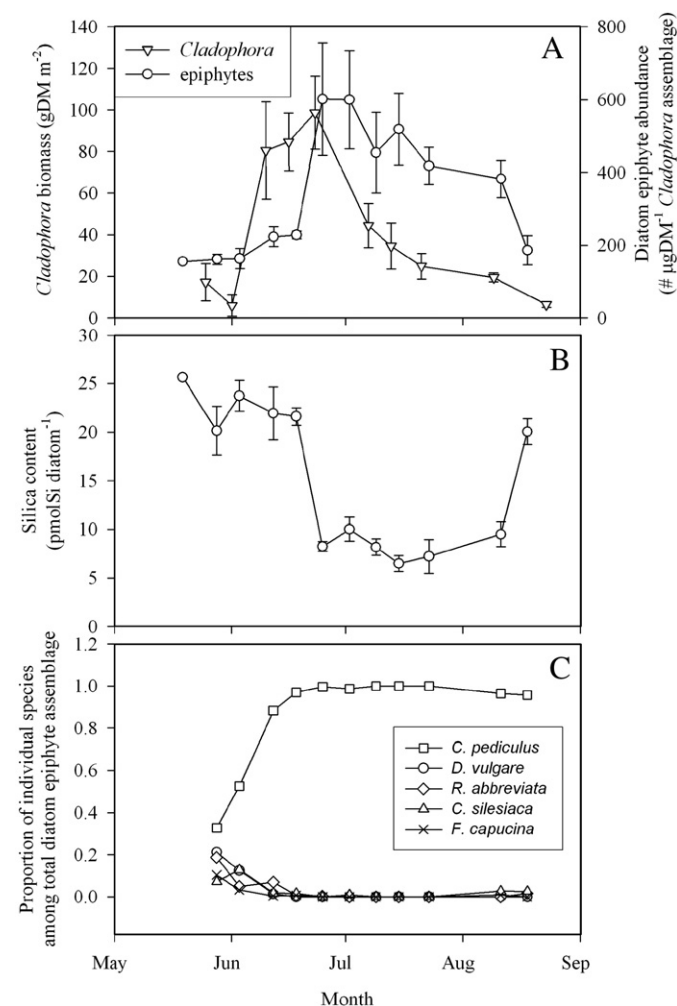 A
Cladophora
epiphytes
140
120
100
80
60
40
20
0
Cladophora biomass (gDM m⁻²)
800
600
400
200
0
Diatom epiphyte abundance
(# µgDM⁻¹ Cladophora assemblage)
B
30
25
20
15
10
5
0
Silica content
(pmolSi diatom⁻¹)
C
1.2
1.0
0.8
0.6
0.4
0.2
0.0
Proportion of individual species
among total diatom epiphyte assemblage
C. pediculus
D. vulgare
R. abbreviata
C. silesiaca
F. capucina
May Jun Jul Aug Sep
Month